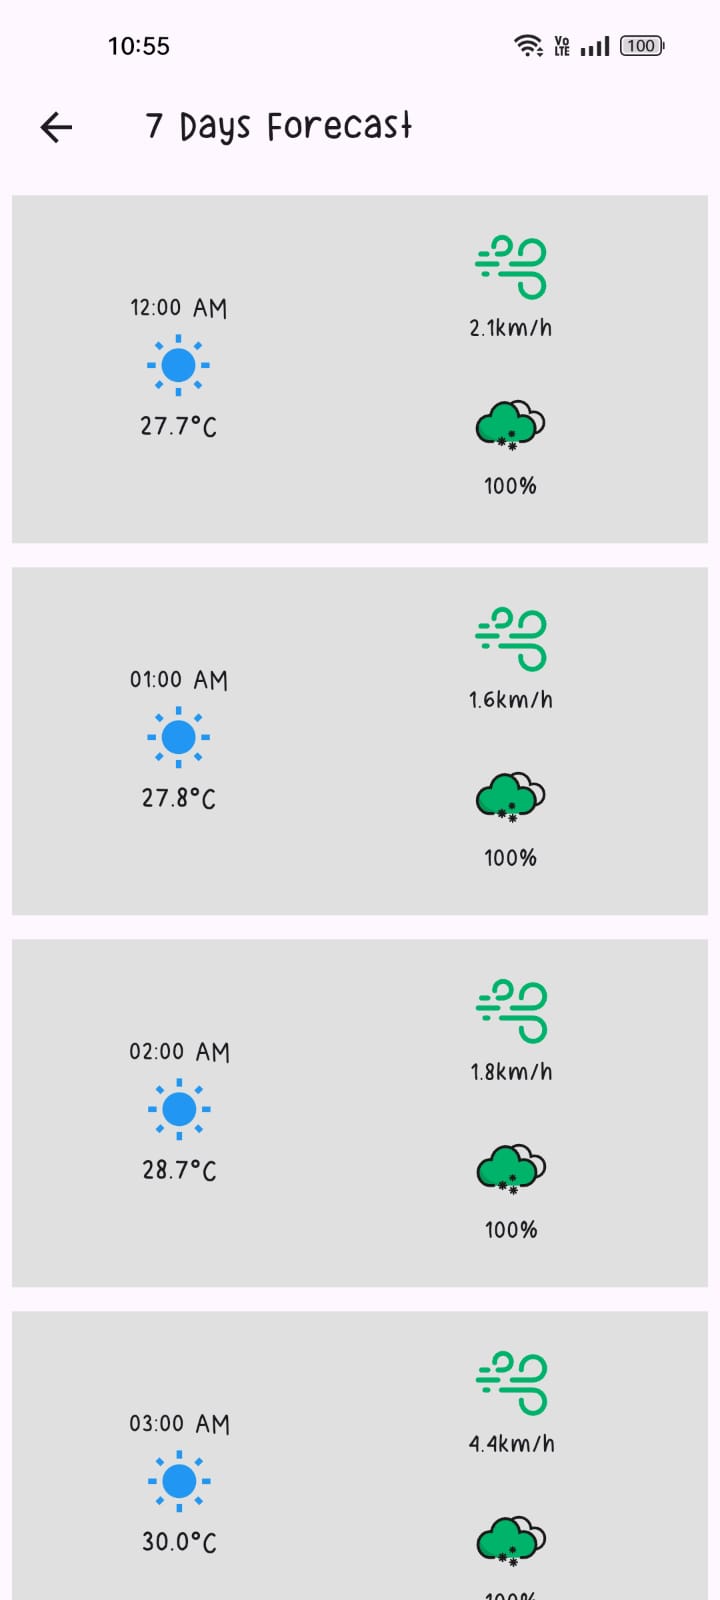 10:55
Vo LTE
100
7 Days Forecast
12:00 AM
27.7°C
2.1km/h
100%
01:00 AM
27.8°C
1.6km/h
100%
02:00 AM
28.7°C
1.8km/h
100%
03:00 AM
30.0°C
4.4km/h
100%